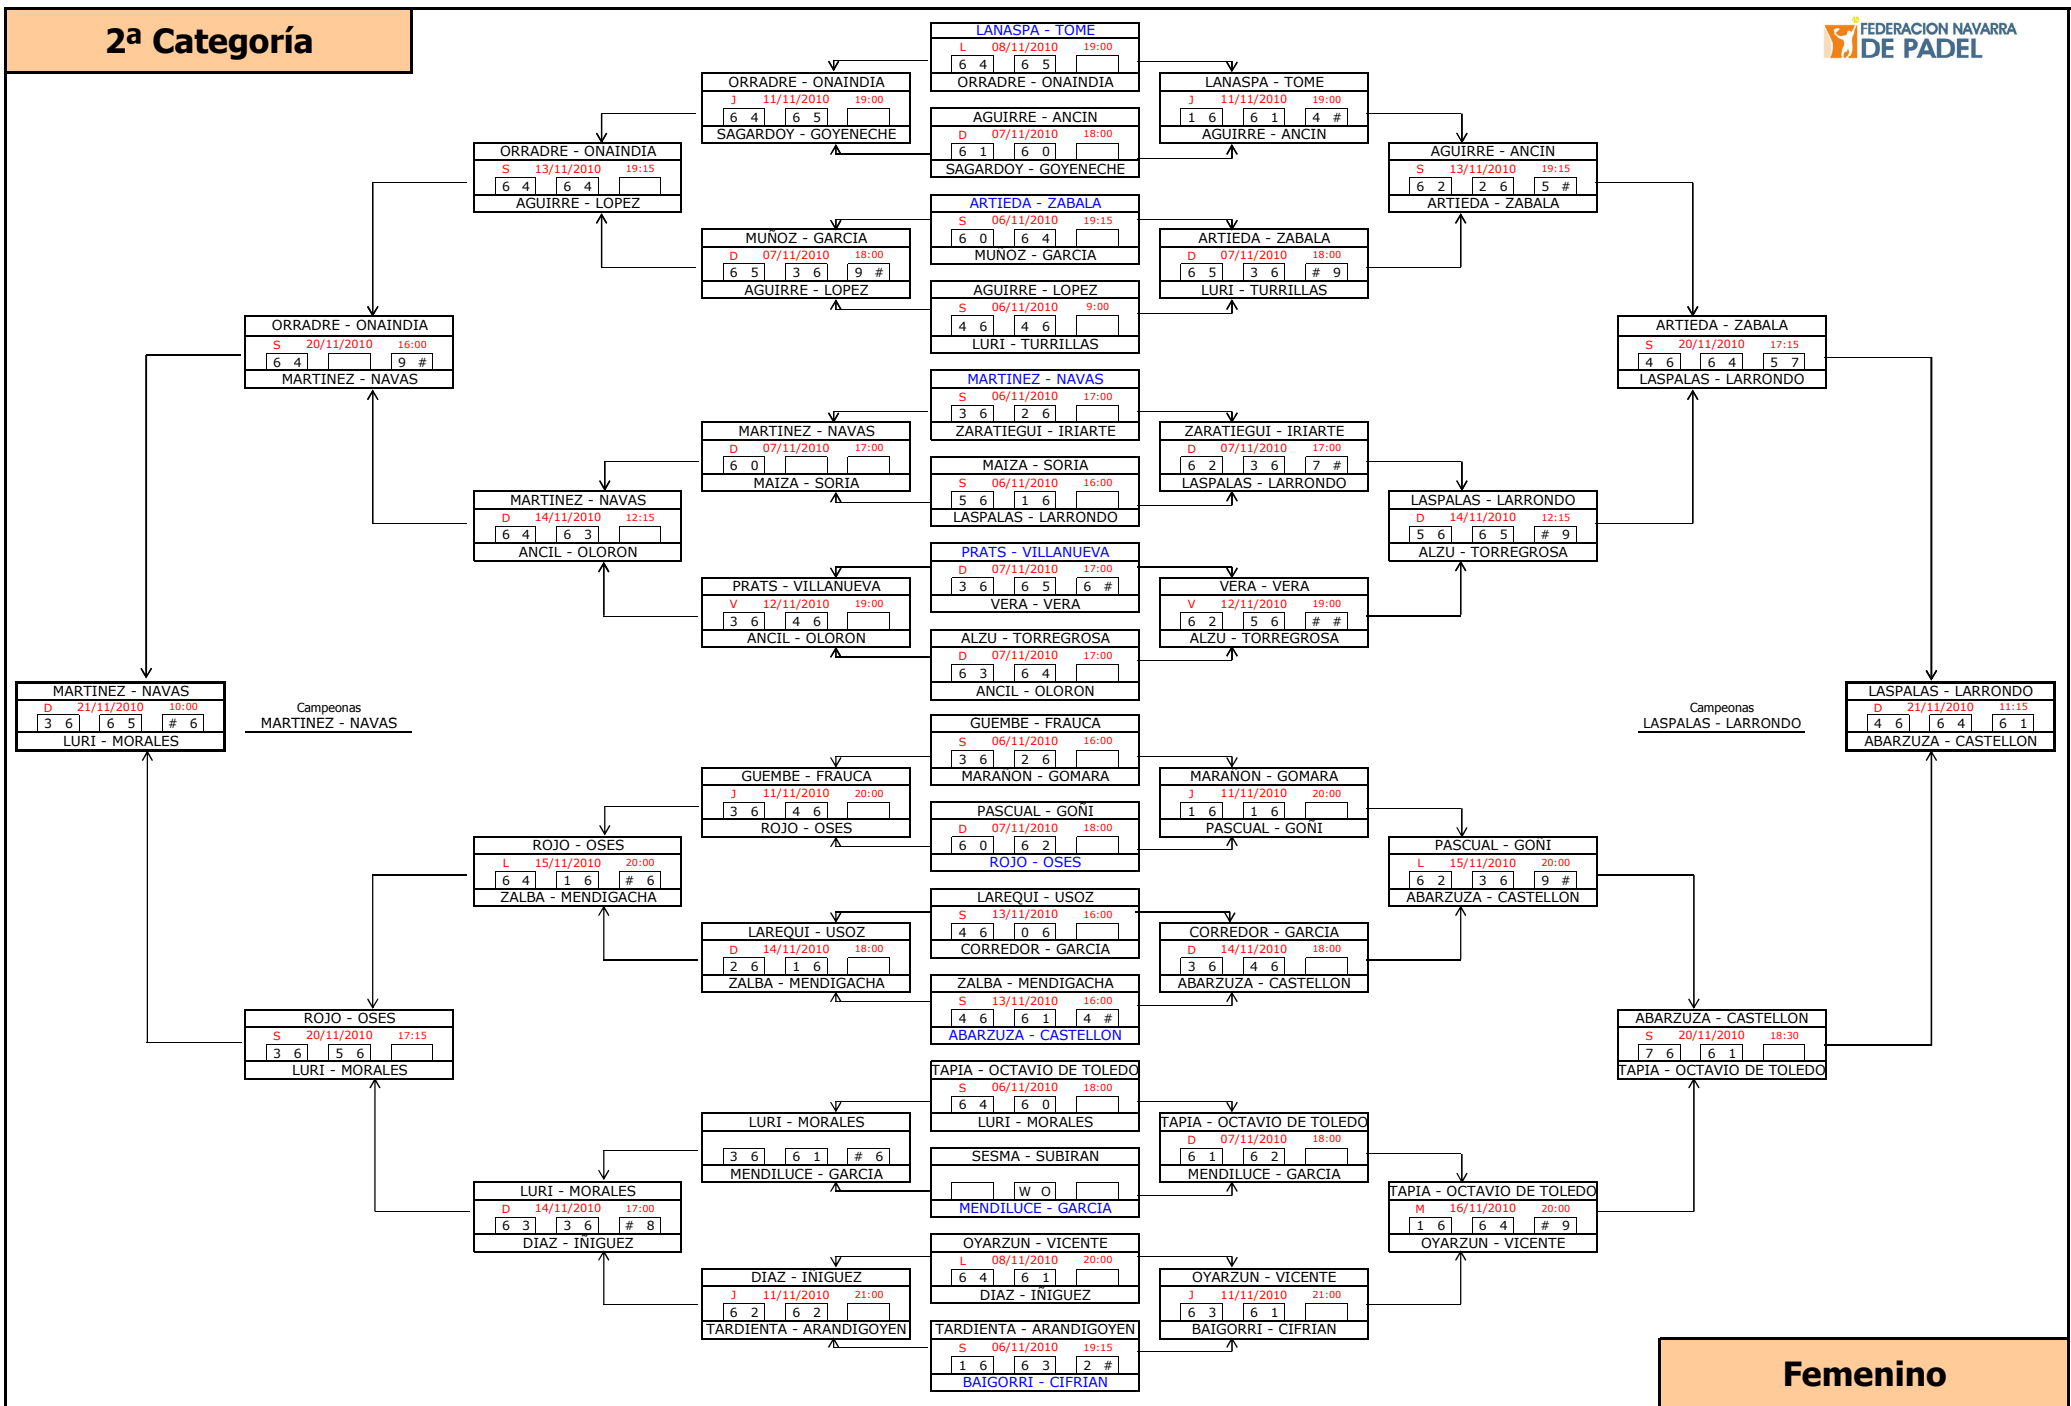 2ª Categoría
FEDERACION NAVARRA
DE PADEL
LANASPA - TOME
L 08/11/2010 19:00
6 4 6 5
ORRADRE - ONAINDIA
AGUIRRE - ANCIN
D 07/11/2010 18:00
6 1 6 0
SAGARDOY - GOYENECHE
ARTIEDA - ZABALA
S 06/11/2010 19:15
6 0 6 4
MUÑOZ - GARCIA
AGUIRRE - LOPEZ
S 06/11/2010 9:00
4 6 4 6
LURI - TURRILLAS
MARTINEZ - NAVAS
S 06/11/2010 17:00
3 6 2 6
ZARATIEGUI - IRIARTE
MAIZA - SORIA
S 06/11/2010 16:00
5 6 1 6
LASPALAS - LARRONDO
PRATS - VILLANUEVA
D 07/11/2010 17:00
3 6 6 5 6 #
VERA - VERA
ALZU - TORREGROSA
D 07/11/2010 17:00
6 3 6 4
ANCIL - OLORON
GUEMBE - FRAUCA
S 06/11/2010 16:00
3 6 2 6
MARAÑON - GOMARA
PASCUAL - GOÑI
D 07/11/2010 18:00
6 0 6 2
ROJO - OSES
LAREQUI - USOZ
S 13/11/2010 16:00
4 6 0 6
CORREDOR - GARCIA
ZALBA - MENDIGACHA
S 13/11/2010 16:00
4 6 6 1 4 #
ABARZUZA - CASTELLON
TAPIA - OCTAVIO DE TOLEDO
S 06/11/2010 18:00
6 4 6 0
LURI - MORALES
SESMA - SUBIRAN
W O
MENDILUCE - GARCIA
OYARZUN - VICENTE
L 08/11/2010 20:00
6 4 6 1
DIAZ - IÑIGUEZ
TARDIENTA - ARANDIGOYEN
S 06/11/2010 19:15
1 6 6 3 2 #
BAIGORRI - CIFRIAN
ORRADRE - ONAINDIA
J 11/11/2010 19:00
6 4 6 5
SAGARDOY - GOYENECHE
MUÑOZ - GARCIA
D 07/11/2010 18:00
6 5 3 6 9 #
AGUIRRE - LOPEZ
MARTINEZ - NAVAS
D 07/11/2010 17:00
6 0
MAIZA - SORIA
PRATS - VILLANUEVA
V 12/11/2010 19:00
3 6 4 6
ANCIL - OLORON
GUEMBE - FRAUCA
J 11/11/2010 20:00
3 6 4 6
ROJO - OSES
LAREQUI - USOZ
D 14/11/2010 18:00
2 6 1 6
ZALBA - MENDIGACHA
LURI - MORALES
3 6 6 1 # 6
MENDILUCE - GARCIA
DIAZ - IÑIGUEZ
J 11/11/2010 21:00
6 2 6 2
TARDIENTA - ARANDIGOYEN
ORRADRE - ONAINDIA
S 13/11/2010 19:15
6 4 6 4
AGUIRRE - LOPEZ
MARTINEZ - NAVAS
D 14/11/2010 12:15
6 4 6 3
ANCIL - OLORON
ROJO - OSES
L 15/11/2010 20:00
6 4 1 6 # 6
ZALBA - MENDIGACHA
LURI - MORALES
D 14/11/2010 17:00
6 3 3 6 # 8
DIAZ - IÑIGUEZ
ORRADRE - ONAINDIA
S 20/11/2010 16:00
6 4 9 #
MARTINEZ - NAVAS
ROJO - OSES
S 20/11/2010 17:15
3 6 5 6
LURI - MORALES
MARTINEZ - NAVAS
D 21/11/2010 10:00
3 6 6 5 # 6
LURI - MORALES
Campeonas
MARTINEZ - NAVAS
LANASPA - TOME
J 11/11/2010 19:00
1 6 6 1 4 #
AGUIRRE - ANCIN
ARTIEDA - ZABALA
D 07/11/2010 18:00
6 5 3 6 # 9
LURI - TURRILLAS
ZARATIEGUI - IRIARTE
D 07/11/2010 17:00
6 2 3 6 7 #
LASPALAS - LARRONDO
VERA - VERA
V 12/11/2010 19:00
6 2 5 6 # #
ALZU - TORREGROSA
MARAÑON - GOMARA
J 11/11/2010 20:00
1 6 1 6
PASCUAL - GOÑI
CORREDOR - GARCIA
D 14/11/2010 18:00
3 6 4 6
ABARZUZA - CASTELLON
TAPIA - OCTAVIO DE TOLEDO
D 07/11/2010 18:00
6 1 6 2
MENDILUCE - GARCIA
OYARZUN - VICENTE
J 11/11/2010 21:00
6 3 6 1
BAIGORRI - CIFRIAN
AGUIRRE - ANCIN
S 13/11/2010 19:15
6 2 2 6 5 #
ARTIEDA - ZABALA
LASPALAS - LARRONDO
D 14/11/2010 12:15
5 6 6 5 # 9
ALZU - TORREGROSA
PASCUAL - GOÑI
L 15/11/2010 20:00
6 2 3 6 9 #
ABARZUZA - CASTELLON
TAPIA - OCTAVIO DE TOLEDO
M 16/11/2010 20:00
1 6 6 4 # 9
OYARZUN - VICENTE
ARTIEDA - ZABALA
S 20/11/2010 17:15
4 6 6 4 5 7
LASPALAS - LARRONDO
ABARZUZA - CASTELLON
S 20/11/2010 18:30
7 6 6 1
TAPIA - OCTAVIO DE TOLEDO
Campeonas
LASPALAS - LARRONDO
LASPALAS - LARRONDO
D 21/11/2010 11:15
4 6 6 4 6 1
ABARZUZA - CASTELLON
Femenino